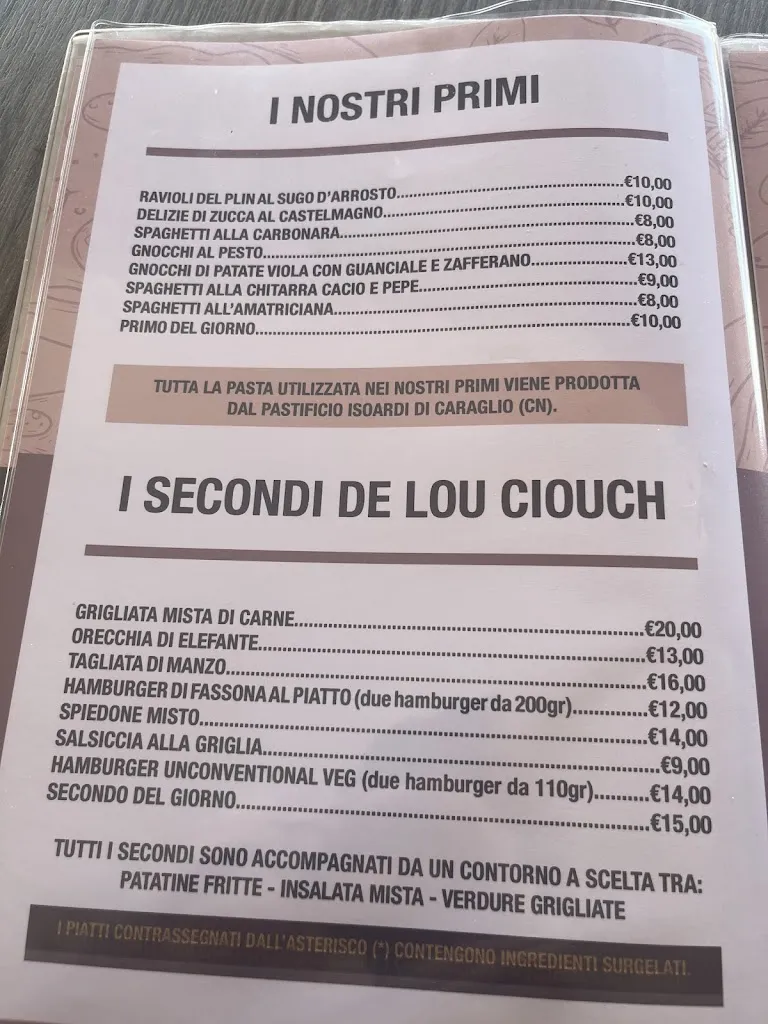 I NOSTRI PRIMI
RAVIOLI DEL PLIN AL SUGO D'ARROSTO................€10,00
DELIZIE DI ZUCCA AL CASTELMAGNO................€10,00
SPAGHETTI ALLA CARBONARA................€8,00
GNOCCHI AL PESTO................€8,00
GNOCCHI DI PATATE VIOLA CON GUANCIALE E ZAFFERANO................€13,00
SPAGHETTI ALLA CHITARRA CACIO E PEPE................€9,00
SPAGHETTI ALL'AMATRICIANA................€8,00
PRIMO DEL GIORNO................€10,00
TUTTA LA PASTA UTILIZZATA NEI NOSTRI PRIMI VIENE PRODOTTA
DAL PASTIFICIO ISOARDI DI CARAGLIO (CN).
I SECONDI DE LOU CIOUCH
GRIGLIATA MISTA DI CARNE................€20,00
ORECCHIA DI ELEFANTE................€13,00
TAGLIATA DI MANZO................€16,00
HAMBURGER DI FASSONA AL PIATTO (due hamburger da 200gr)................€12,00
SPIEDONE MISTO................€14,00
SALSICCIA ALLA GRIGLIA................€9,00
HAMBURGER UNCONVENTIONAL VEG (due hamburger da 110gr)................€14,00
SECONDO DEL GIORNO................€15,00
TUTTI I SECONDI SONO ACCOMPAGNATI DA UN CONTORNO A SCELTA TRA:
PATATINE FRITTE - INSALATA MISTA - VERDURE GRIGLIATE
I PIATTI CONTRASSEGNATI DALL'ASTERISCO (*) CONTENGONO INGREDIENTI SURGELATI.